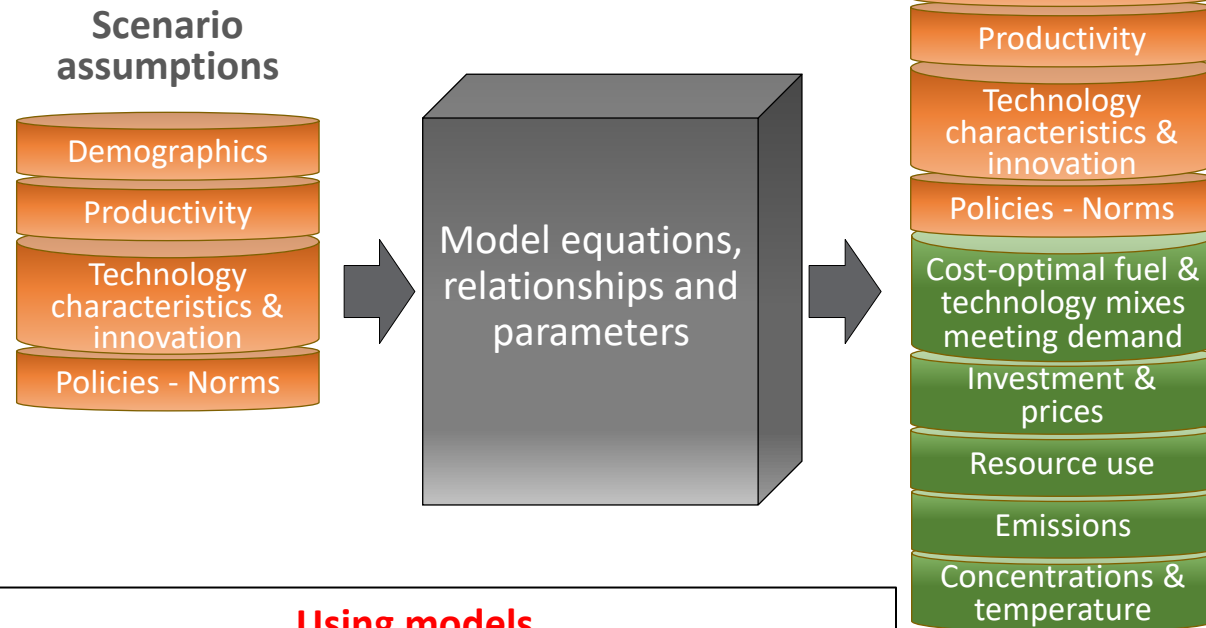 Scenario
assumptions
Demographics
Productivity
Technology
characteristics &
innovation
Policies - Norms
Model equations,
relationships and
parameters
Productivity
Technology
characteristics &
innovation
Policies - Norms
Cost-optimal fuel &
technology mixes
meeting demand
Investment &
prices
Resource use
Emissions
Concentrations &
temperature
Using models